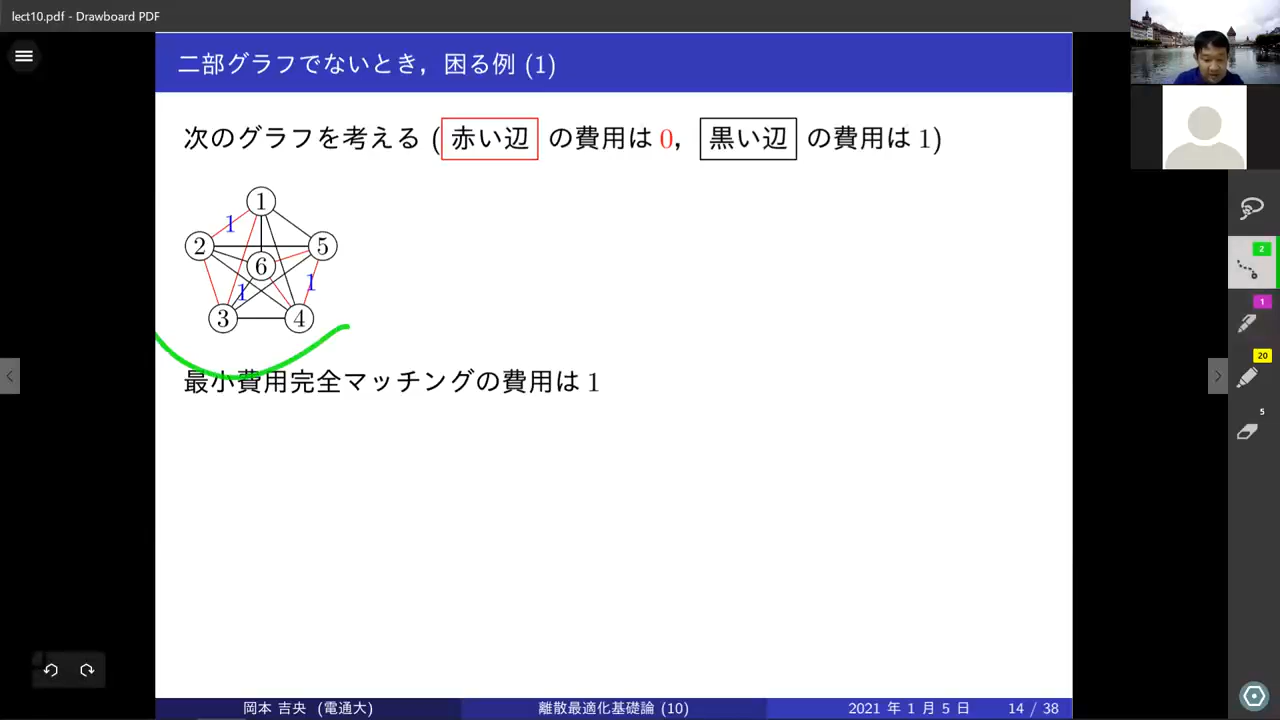 lect10.pdf - Drawboard PDF
二部グラフでないとき，困る例 (1)
次のグラフを考える (赤い辺 の費用は 0， 黒い辺 の費用は 1)
1
1
2
5
6
1
1
3
4
最小費用完全マッチングの費用は 1
2
1
20
5
岡本 吉央 (電通大)
離散最適化基礎論 (10)
2021 年 1 月 5 日
14 / 38